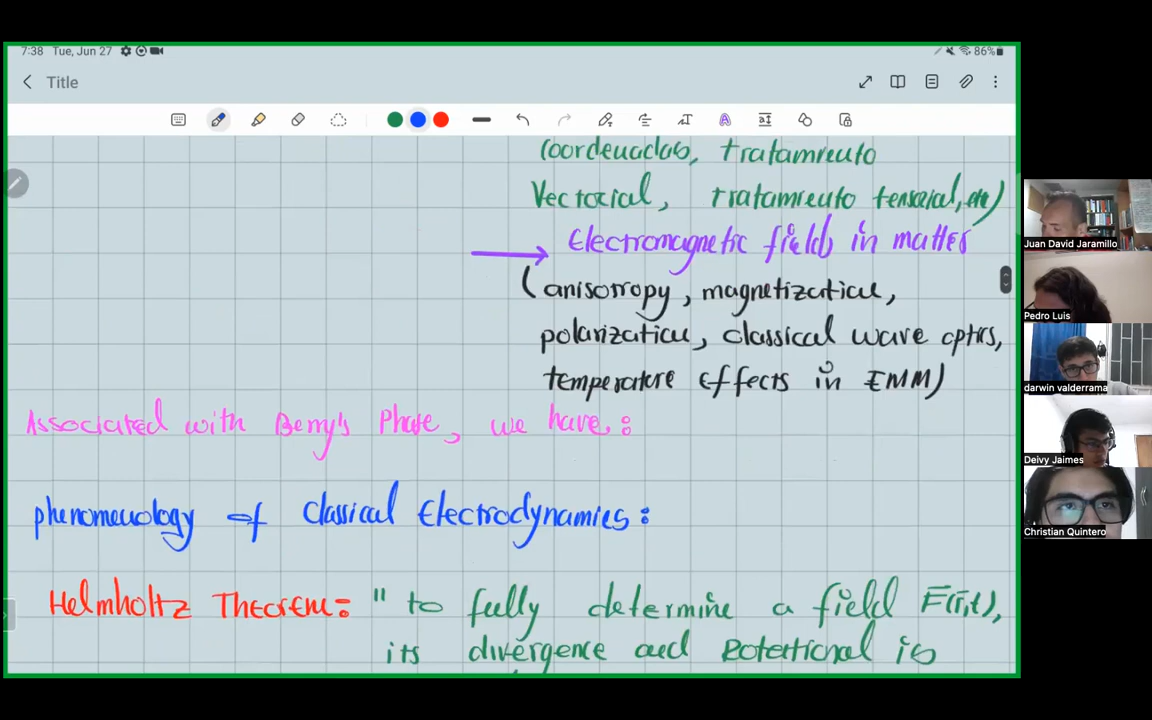 7:38 Tue, Jun 27
86%
Title
Coordenadas, tratamiento
Vectorial, tratamiento tensorial, etc)
Electromagnetic fields in matter
(anisotropy, magnetization,
polarization, classical wave optics,
temperature effects in EMM)
Associated with Berry's Phase, we have:
phenomenology of Classical Electrodynamics:
Helmholtz Theorem: " to fully determine a field F(r,t),
its divergence and Rotational is
Juan David Jaramillo
Pedro Luis
darwin valderrama
Deivy Jaimes
Christian Quintero